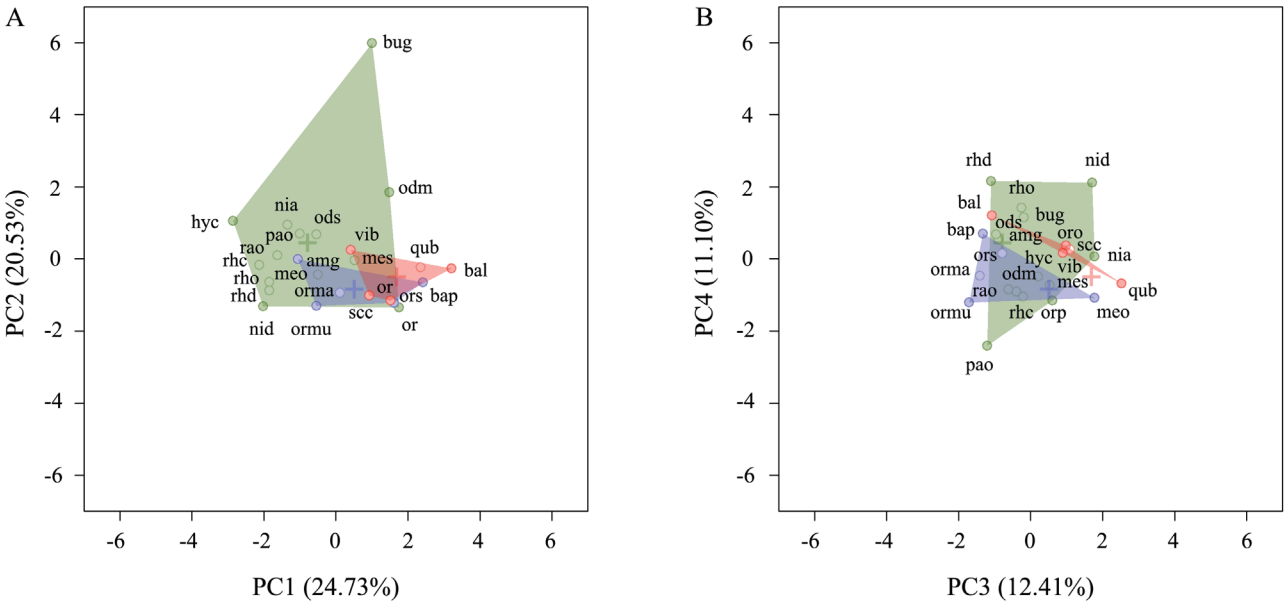 A
6
4
2
0
-2
-4
-6
PC2 (20.53%)
bug
odm
hyc
nia
ods
pao
rao
vib
rhc
amg
mes
qub
bal
rho
meo
rhd
orma
or
ors
bap
nid
ormu
scc
or
-6
-4
-2
0
2
4
6
PC1 (24.73%)
B
6
4
2
0
-2
-4
-6
PC4 (11.10%)
rhd
nid
rho
bal
bug
ods
oro
bap
amg
scc
ors
hyc
nia
orma
odm
vib
rao
mes
qub
ormu
rhc
orp
meo
pao
-6
-4
-2
0
2
4
6
PC3 (12.41%)